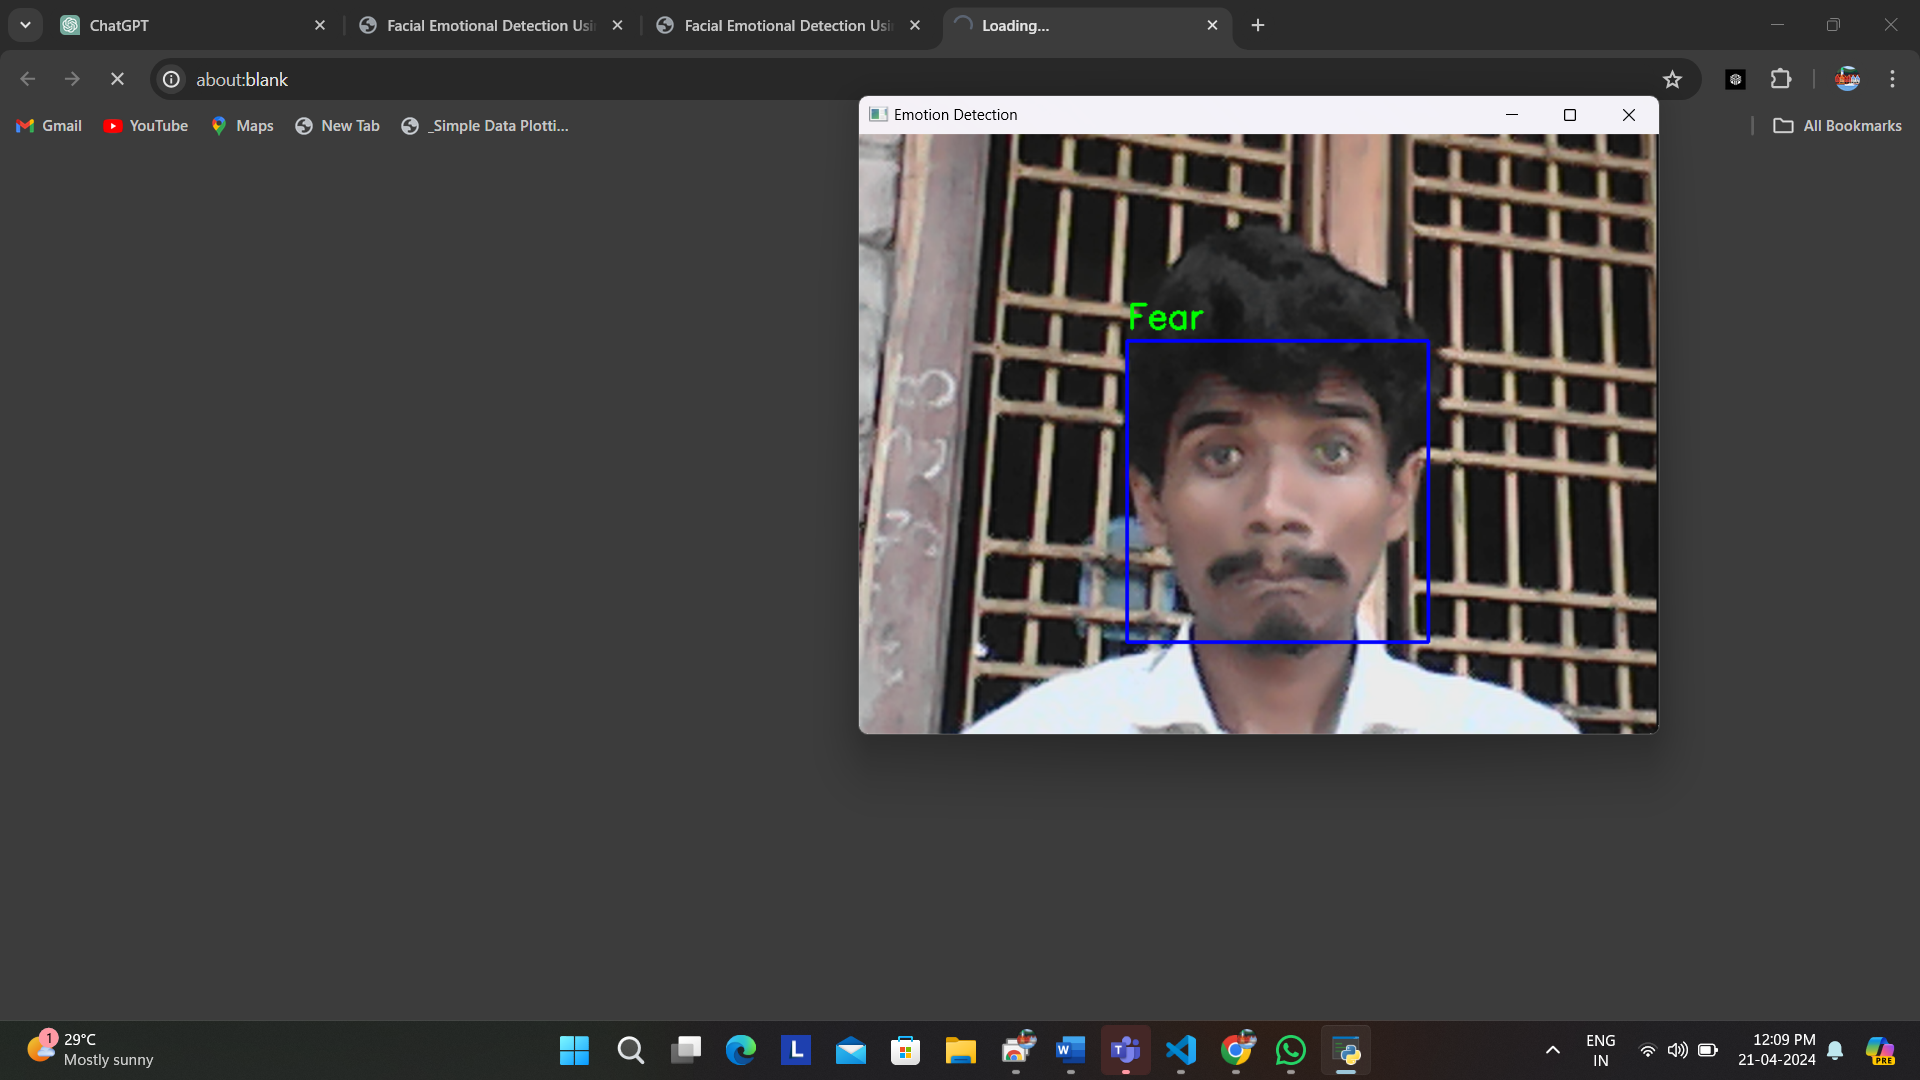 ChatGPT
Facial Emotional Detection Usi
Facial Emotional Detection Usi
Loading...
about:blank
Gmail
YouTube
Maps
New Tab
_Simple Data Plotti...
All Bookmarks
Emotion Detection
Fear
1
29°C
Mostly sunny
L
W
T
PRE
ENG
IN
12:09 PM
21-04-2024